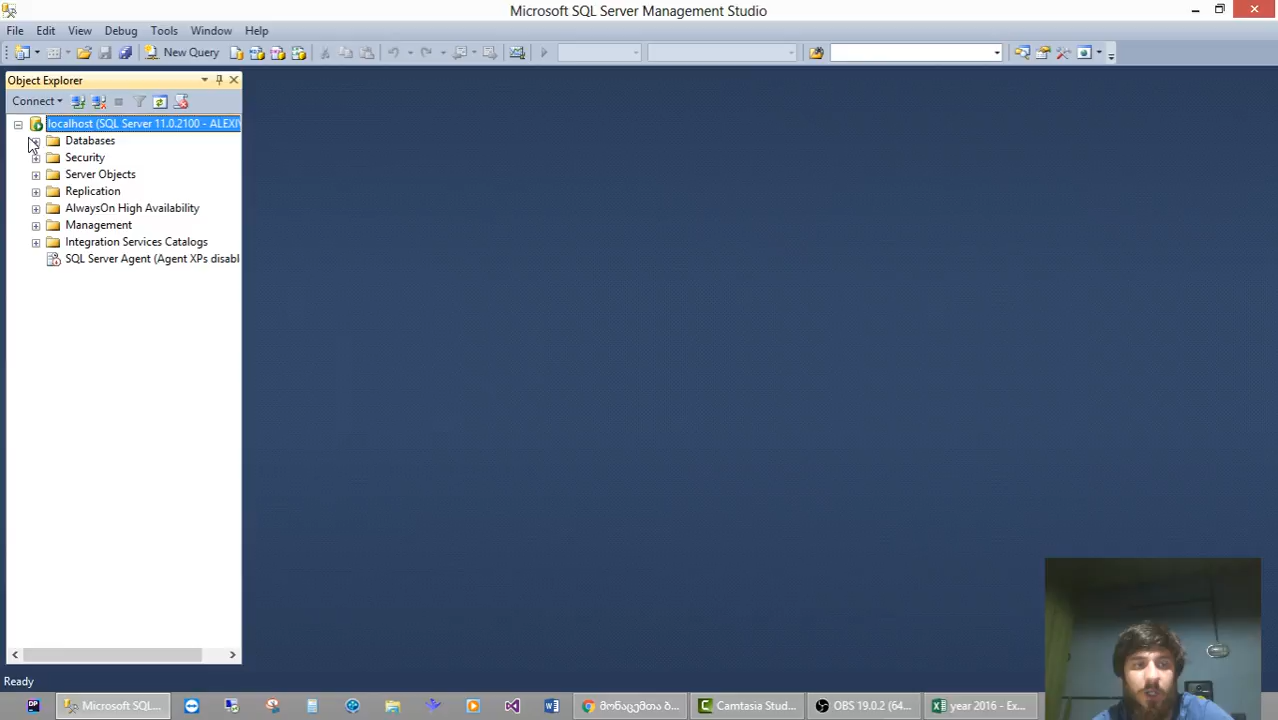 Microsoft SQL Server Management Studio
File Edit View Debug Tools Window Help
New Query
Object Explorer
Connect
localhost (SQL Server 11.0.2100 - ALEXI
Databases
Security
Server Objects
Replication
AlwaysOn High Availability
Management
Integration Services Catalogs
SQL Server Agent (Agent XPs disabl
Ready
Microsoft SQL... მონაცემთა ბ... Camtasia Stud... OBS 19.0.2 (64... year 2016 - Ex...